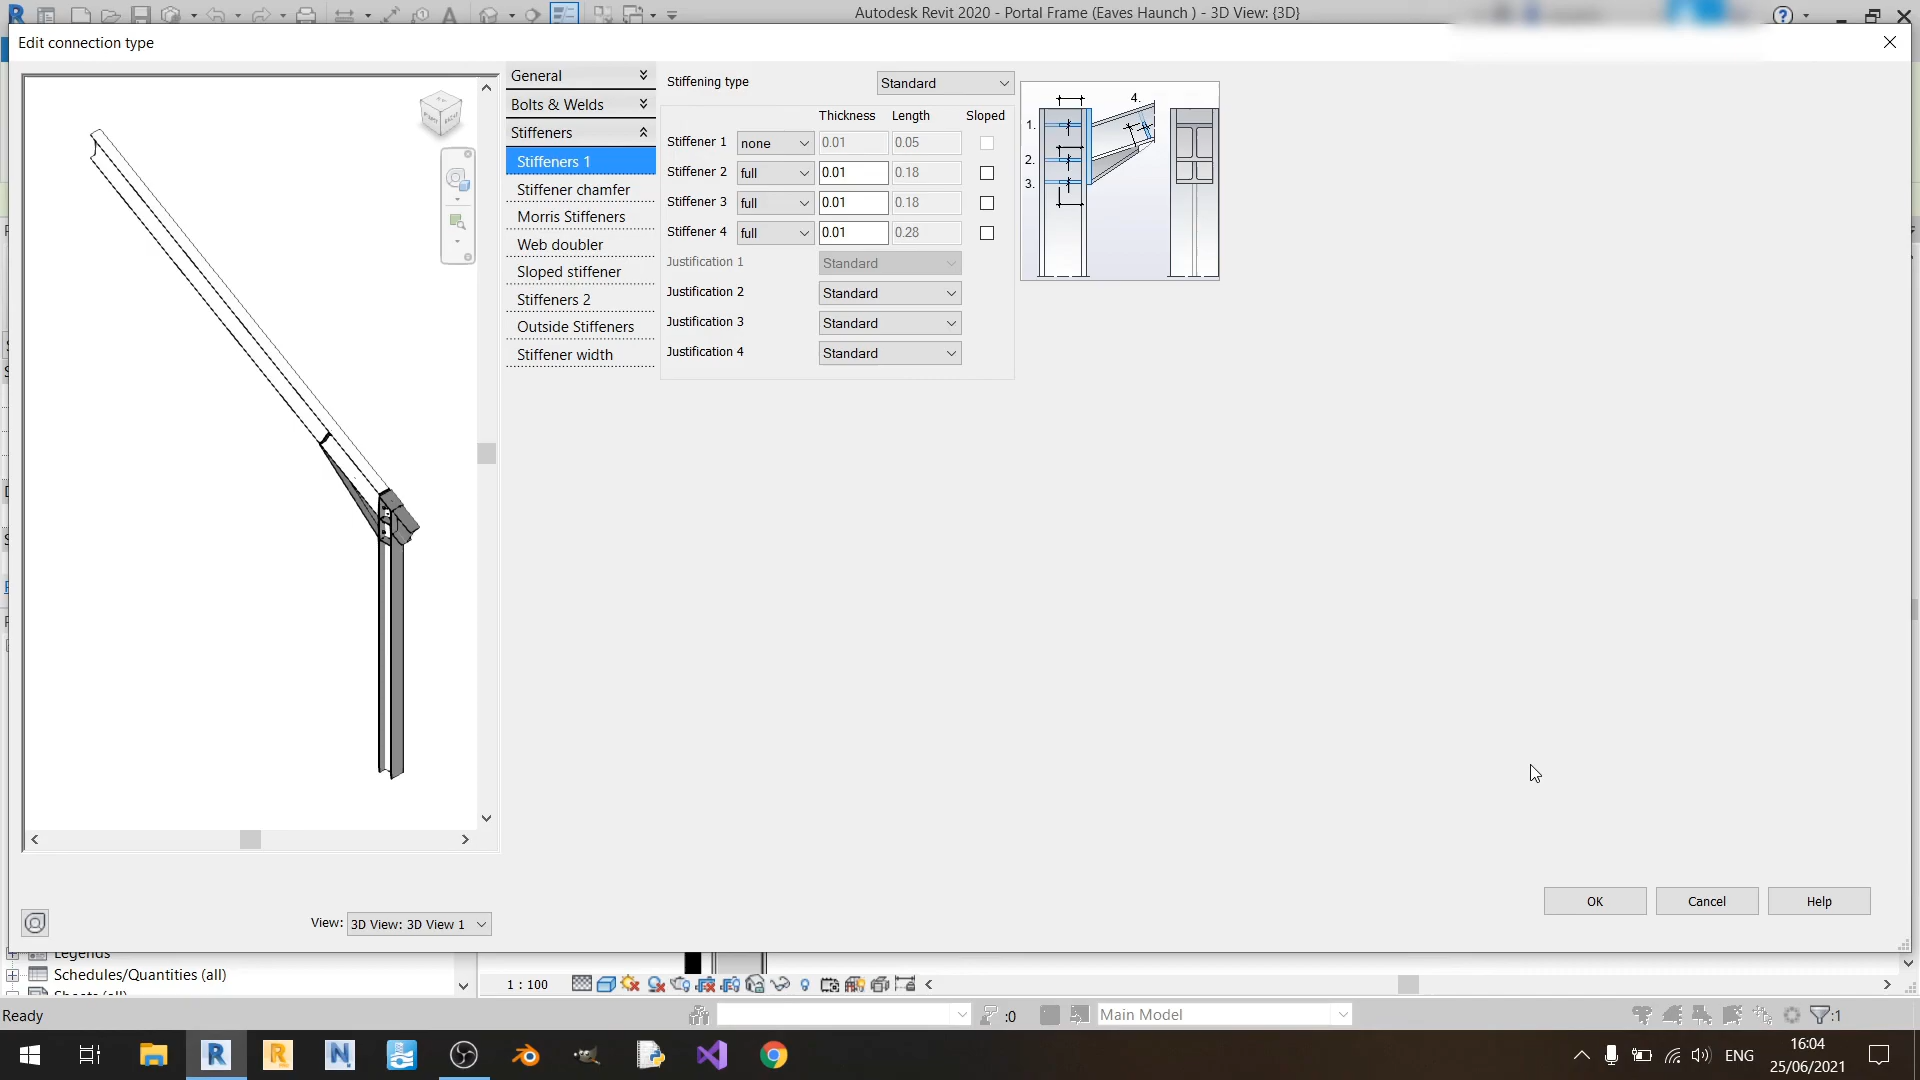 Autodesk Revit 2020 - Portal Frame (Eaves Haunch ) - 3D View: {3D}
Edit connection type
General
Bolts & Welds
Stiffeners
Stiffeners 1
Stiffener chamfer
Morris Stiffeners
Web doubler
Sloped stiffener
Stiffeners 2
Outside Stiffeners
Stiffener width
Stiffening type Standard
Thickness Length Sloped
Stiffener 1 none 0.01 0.05
Stiffener 2 full 0.01 0.18
Stiffener 3 full 0.01 0.18
Stiffener 4 full 0.01 0.28
Justification 1 Standard
Justification 2 Standard
Justification 3 Standard
Justification 4 Standard
4.
1.
2.
3.
View: 3D View: 3D View 1
OK Cancel Help
Legends
Schedules/Quantities (all)
Sheets (all)
1 : 100
Ready
:0
Main Model
:1
ENG
16:04
25/06/2021